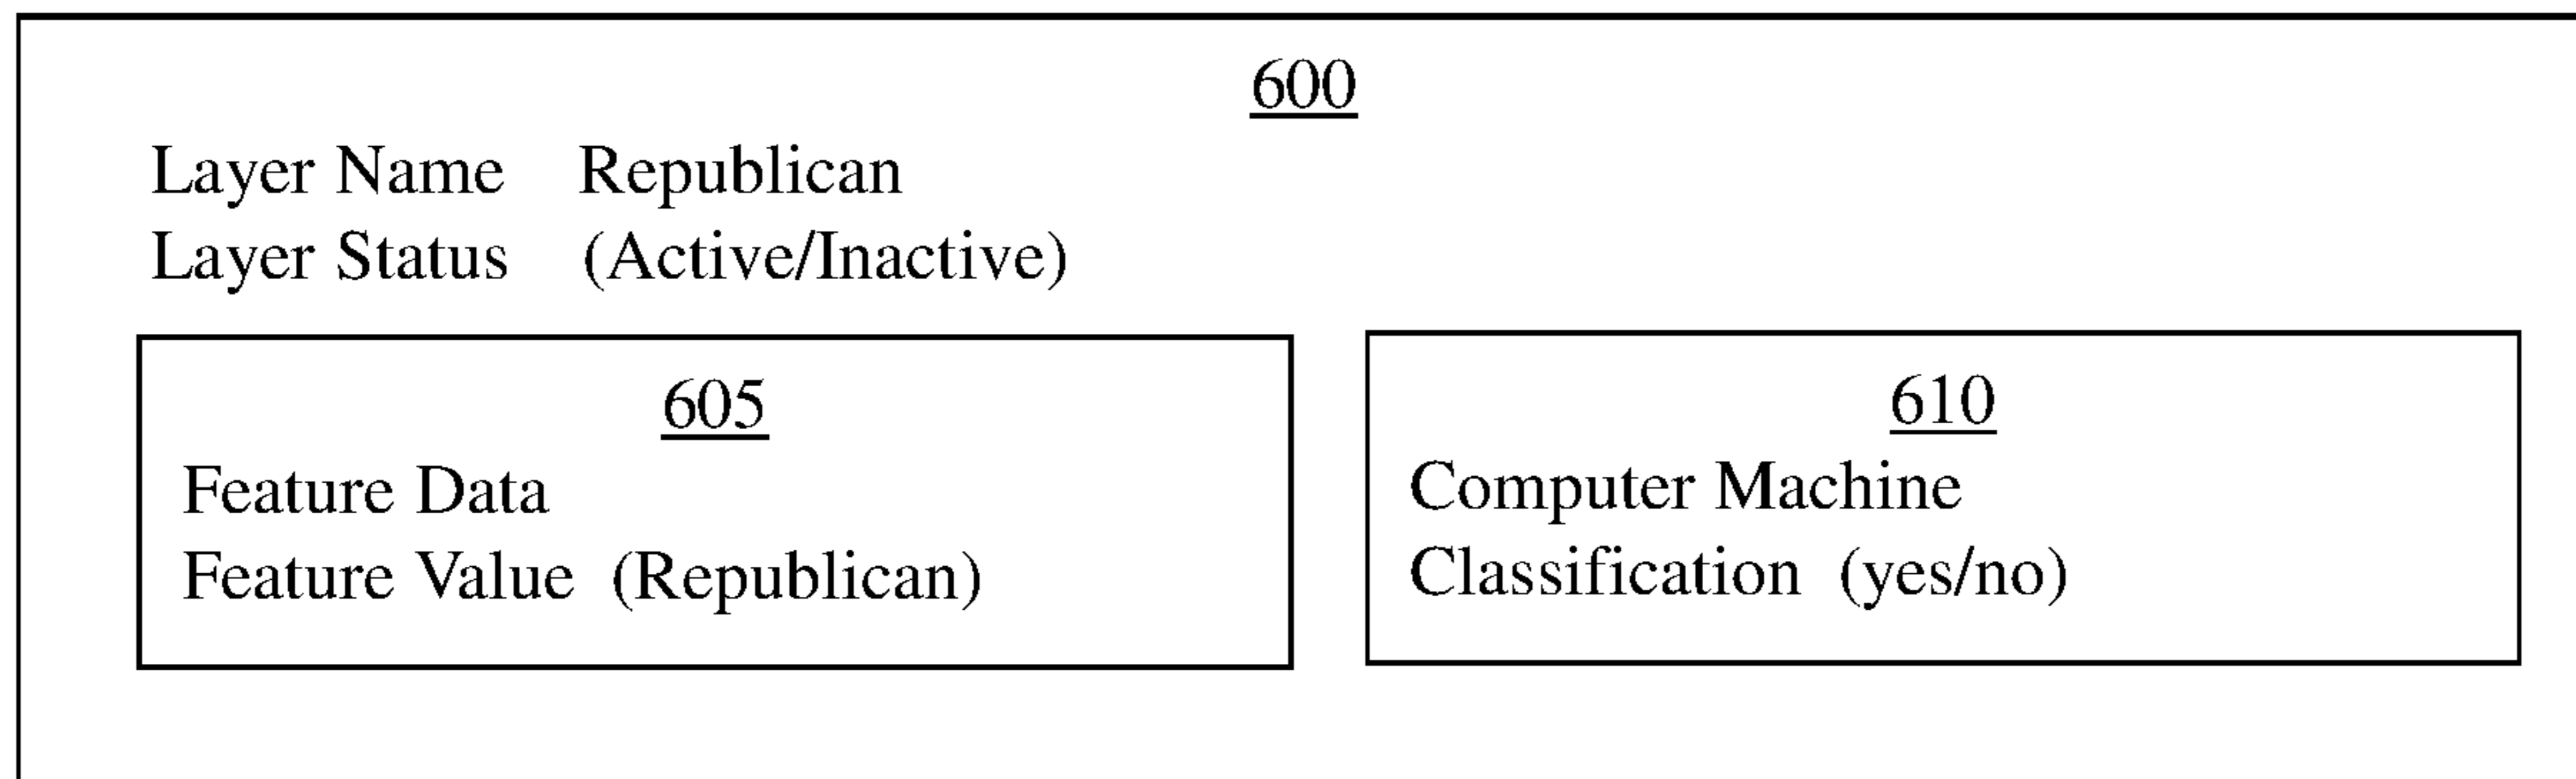 600
Layer Name Republican
Layer Status (Active/Inactive)
605
Feature Data
Feature Value (Republican)
610
Computer Machine
Classification (yes/no)